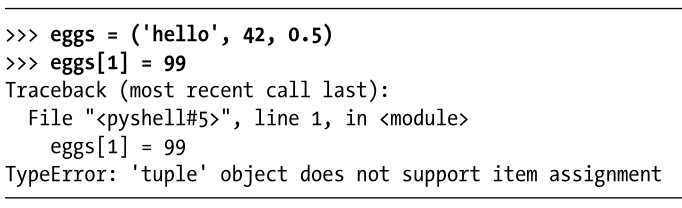 >>> eggs = ('hello', 42, 0.5)
>>> eggs[1] = 99
Traceback (most recent call last):
  File "<pyshell#5>", line 1, in <module>
    eggs[1] = 99
TypeError: 'tuple' object does not support item assignment